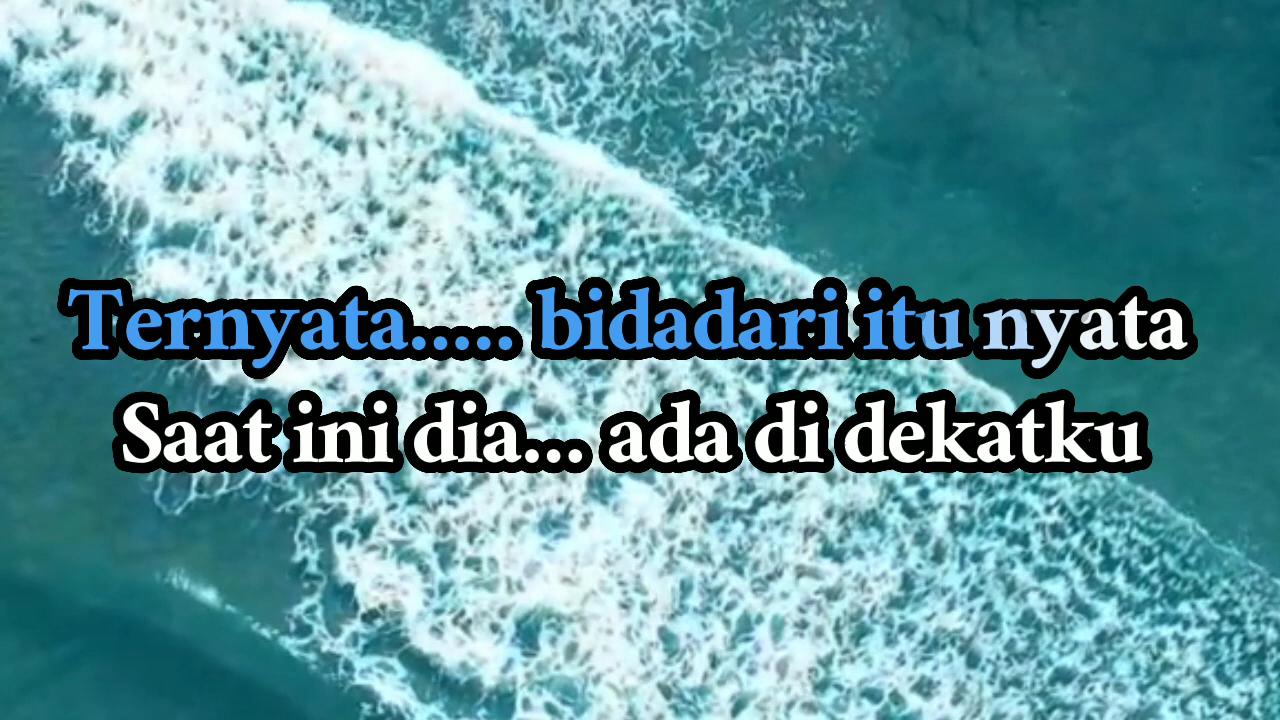 Ternyata..... bidadari itu nyata
Saat ini dia... ada di dekatku